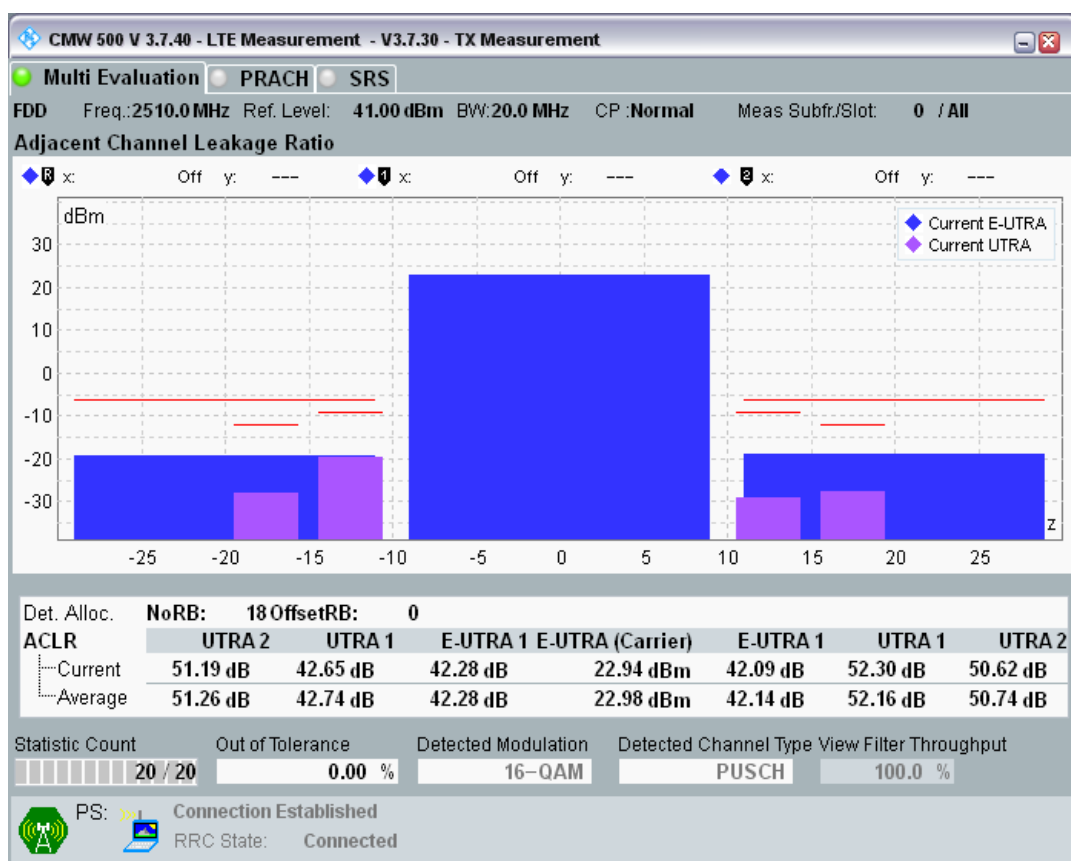 CMW 500 V 3.7.40 - LTE Measurement - V3.7.30 - TX Measurement
Multi Evaluation PRACH SRS
FDD Freq.:2510.0 MHz Ref. Level: 41.00 dBm BW:20.0 MHz CP :Normal Meas Subfr./Slot: 0 / All
Adjacent Channel Leakage Ratio
R x: Off y: --- 1 x: Off y: --- 2 x: Off y: ---
dBm
Current E-UTRA
Current UTRA
30
20
10
0
-10
-20
-30
z
-25 -20 -15 -10 -5 0 5 10 15 20 25
Det. Alloc. NoRB: 18 OffsetRB: 0
ACLR UTRA 2 UTRA 1 E-UTRA 1 E-UTRA (Carrier) E-UTRA 1 UTRA 1 UTRA 2
Current 51.19 dB 42.65 dB 42.28 dB 22.94 dBm 42.09 dB 52.30 dB 50.62 dB
Average 51.26 dB 42.74 dB 42.28 dB 22.98 dBm 42.14 dB 52.16 dB 50.74 dB
Statistic Count Out of Tolerance Detected Modulation Detected Channel Type View Filter Throughput
20 / 20 0.00 % 16-QAM PUSCH 100.0 %
PS: Connection Established
RRC State: Connected